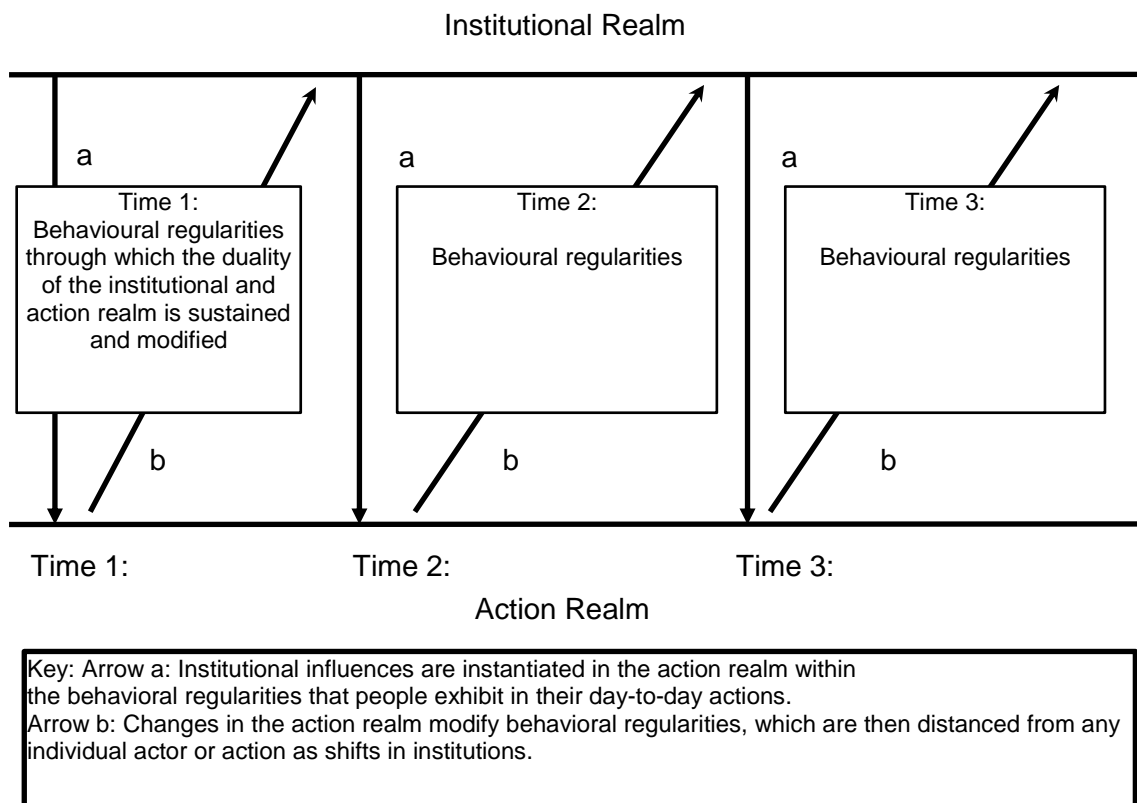 Institutional Realm
a
a
a
Time 1:
Behavioural regularities
through which the duality
of the institutional and
action realm is sustained
and modified
Time 2:
Behavioural regularities
Time 3:
Behavioural regularities
b
b
b
Time 1:
Time 2:
Time 3:
Action Realm
Key: Arrow a: Institutional influences are instantiated in the action realm within
the behavioral regularities that people exhibit in their day-to-day actions.
Arrow b: Changes in the action realm modify behavioral regularities, which are then distanced from any
individual actor or action as shifts in institutions.